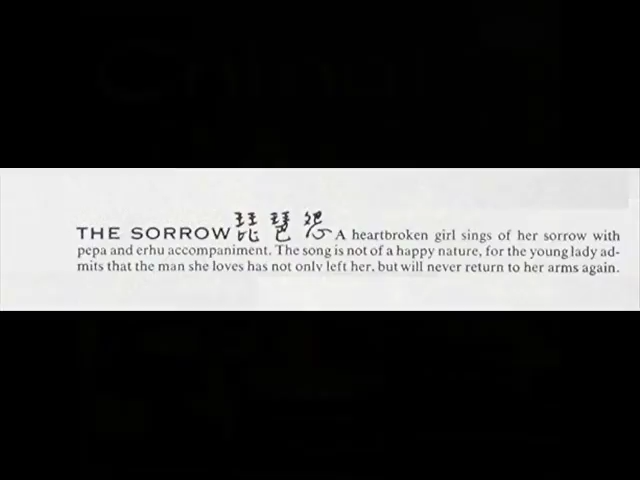 THE SORROW 琵琶怨 A heartbroken girl sings of her sorrow with
pepa and erhu accompaniment. The song is not of a happy nature, for the young lady ad-
mits that the man she loves has not only left her, but will never return to her arms again.